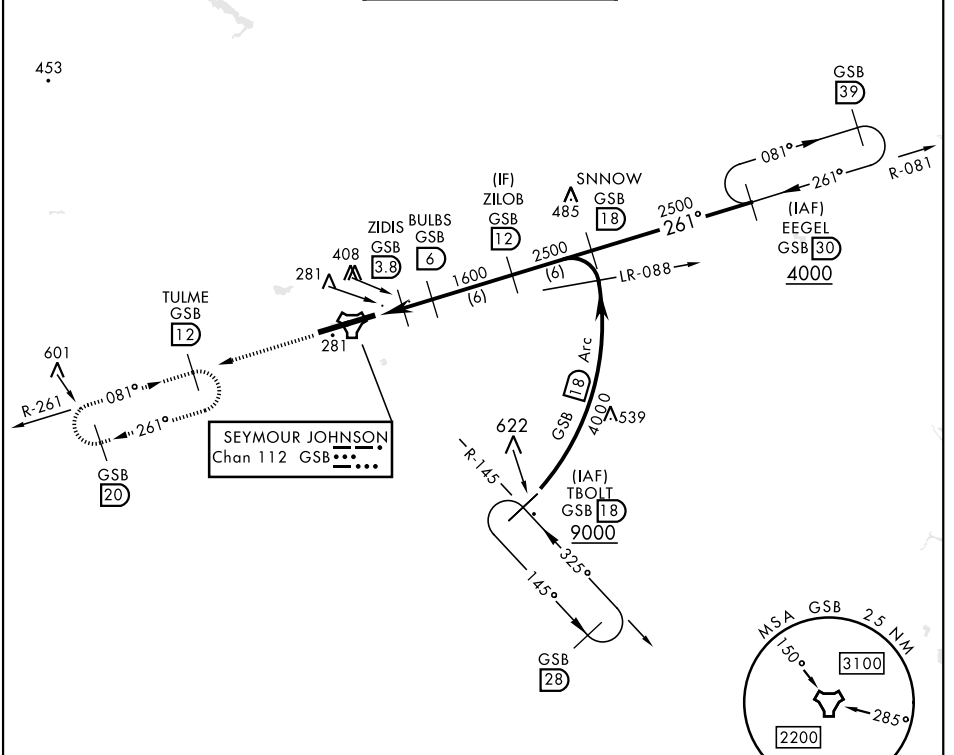 453
GSB
39
081°
261°
R-081
(IAF)
EEGEL
GSB 30
4000
2500
261°
SNNOW
GSB
18
485
(IF)
ZILOB
GSB
12
2500
(6)
LR-088
BULBS
GSB
6
1600
(6)
ZIDIS
GSB
3.8
408
281
281
TULME
GSB
12
601
R-261
081°
261°
GSB
20
SEYMOUR JOHNSON
Chan 112 GSB
GSB 18 Arc
4000
539
622
R-145
(IAF)
TBOLT
GSB 18
9000
325°
145°
GSB
28
MSA GSB 25 NM
150°
3100
285°
2200